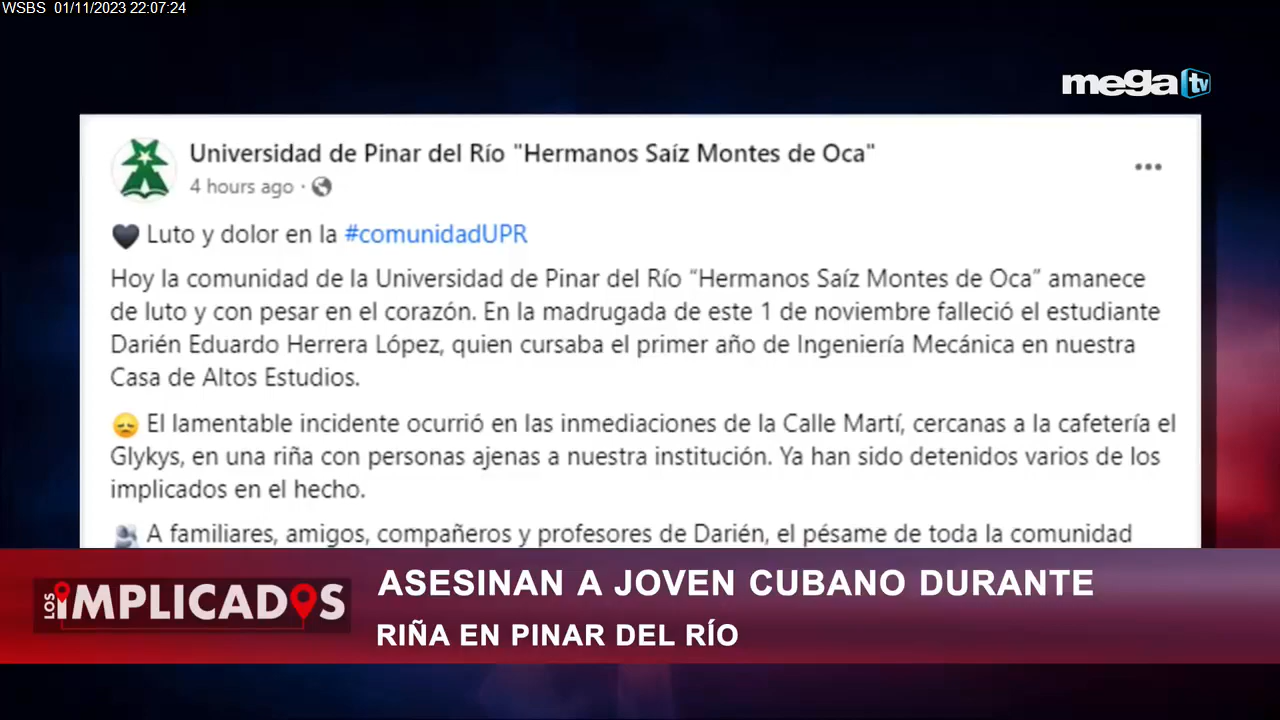 WSBS 01/11/2023 22:07:24
mega tv
Universidad de Pinar del Río "Hermanos Saíz Montes de Oca"
4 hours ago ·
Luto y dolor en la #comunidadUPR
Hoy la comunidad de la Universidad de Pinar del Río “Hermanos Saíz Montes de Oca” amanece
de luto y con pesar en el corazón. En la madrugada de este 1 de noviembre falleció el estudiante
Darién Eduardo Herrera López, quien cursaba el primer año de Ingeniería Mecánica en nuestra
Casa de Altos Estudios.
El lamentable incidente ocurrió en las inmediaciones de la Calle Martí, cercanas a la cafetería el
Glykys, en una riña con personas ajenas a nuestra institución. Ya han sido detenidos varios de los
implicados en el hecho.
A familiares, amigos, compañeros y profesores de Darién, el pésame de toda la comunidad
LOS IMPLICADOS
ASESINAN A JOVEN CUBANO DURANTE
RIÑA EN PINAR DEL RÍO